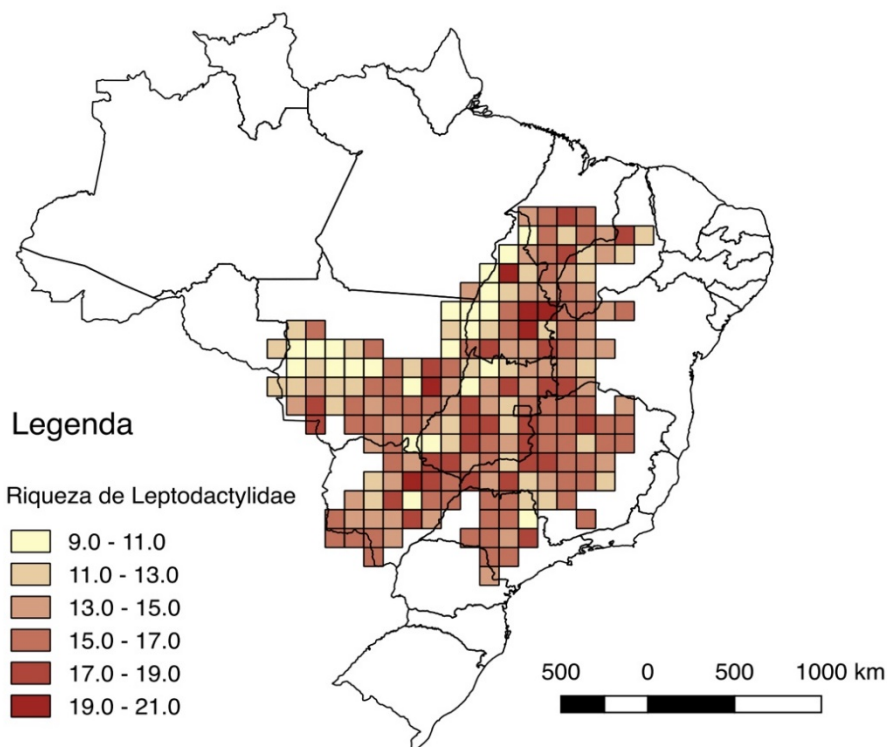 Legenda
Riqueza de Leptodactylidae
9.0 - 11.0
11.0 - 13.0
13.0 - 15.0
15.0 - 17.0
17.0 - 19.0
19.0 - 21.0
500 0 500 1000 km